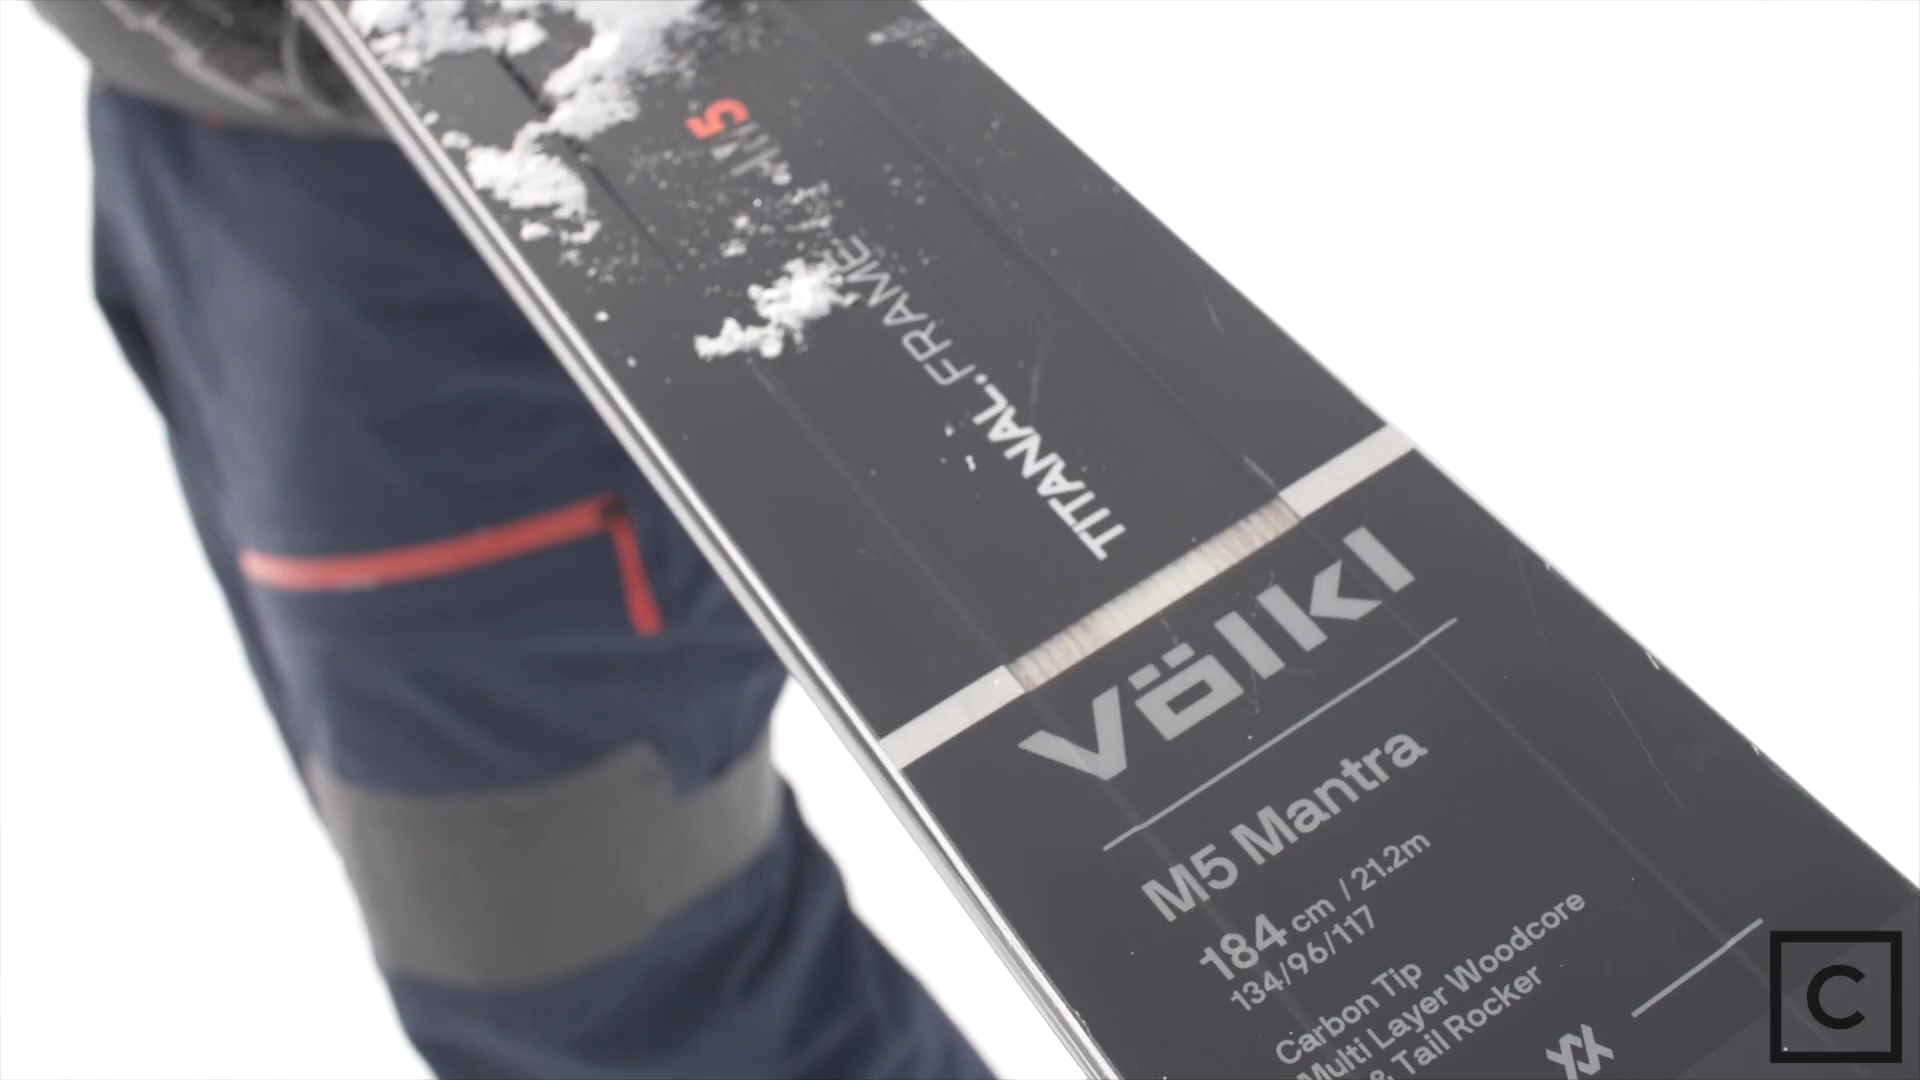 TITANAL.FRAME
5
Völkl
M5 Mantra
184 cm / 21.2m
134/96/117
Carbon Tip
Multi Layer Woodcore
& Tail Rocker
C